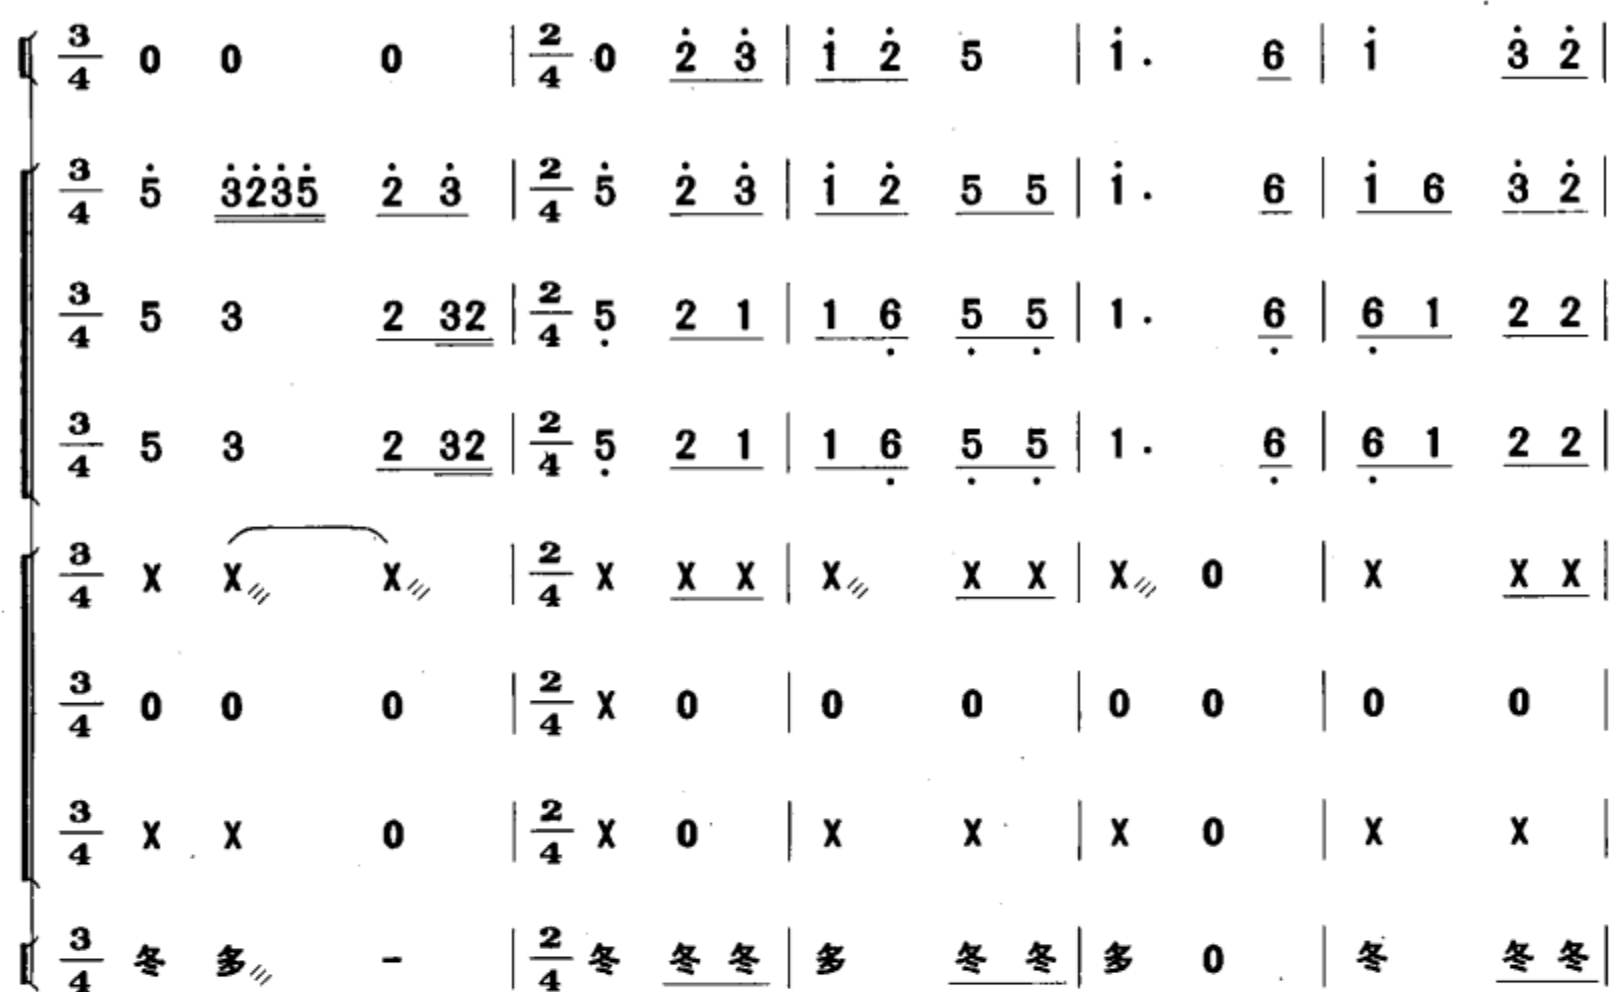 3/4 0 0 0 | 2/4 0 2̇ 3̇ | 1̇ 2̇ 5 | 1̇ . 6 | 1̇ 3̇ 2̇ |
3/4 5̇ 3̇2̇3̇5̇ 2̇ 3̇ | 2/4 5̇ 2̇ 3̇ | 1̇ 2̇ 5 5 | 1̇ . 6 | 1̇ 6 3̇ 2̇ |
3/4 5 3 2 32 | 2/4 5̣ 2 1 | 1 6̣ 5̣ 5̣ | 1 . 6̣ | 6̣ 1 2 2 |
3/4 5 3 2 32 | 2/4 5̣ 2 1 | 1 6̣ 5̣ 5̣ | 1 . 6̣ | 6̣ 1 2 2 |
3/4 X X/// X/// | 2/4 X X X | X/// X X | X/// 0 | X X X |
3/4 0 0 0 | 2/4 X 0 | 0 0 | 0 0 | 0 0 |
3/4 X X 0 | 2/4 X 0 | X X | X 0 | X X |
3/4 冬 多/// - | 2/4 冬 冬 冬 | 多 冬 冬 | 多 0 | 冬 冬 冬 |